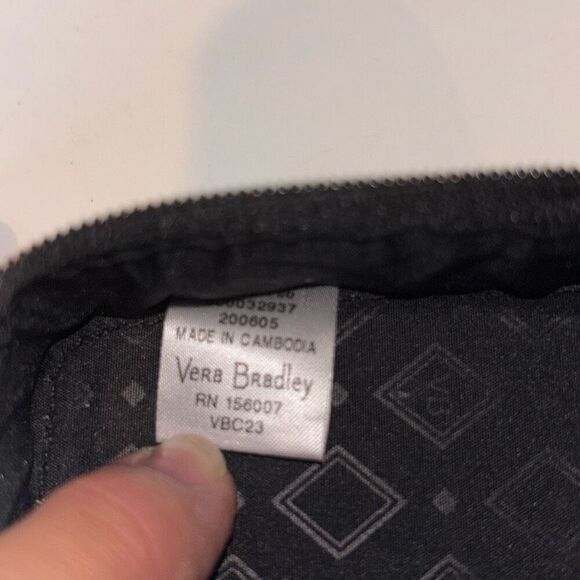 200605
MADE IN CAMBODIA
Vera Bradley
RN 156007
VBC23